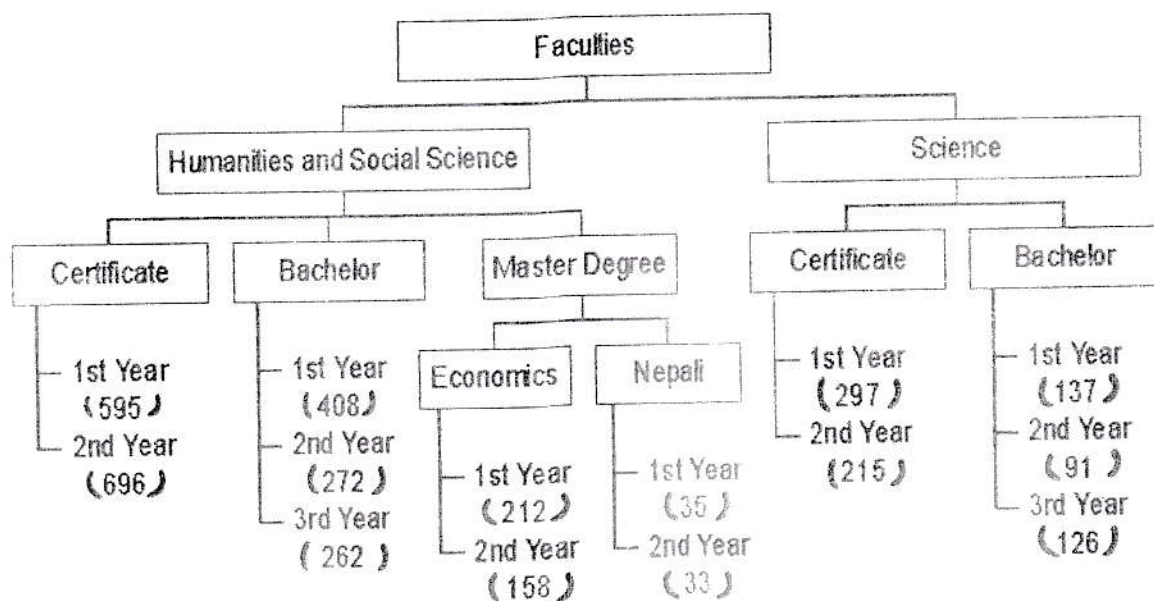 Faculties
Humanities and Social Science
Science
Certificate
Bachelor
Master Degree
Certificate
Bachelor
1st Year
(595)
2nd Year
(696)
1st Year
(408)
2nd Year
(272)
3rd Year
(262)
Economics
Nepali
1st Year
(212)
2nd Year
(158)
1st Year
(35)
2nd Year
(33)
1st Year
(297)
2nd Year
(215)
1st Year
(137)
2nd Year
(91)
3rd Year
(126)